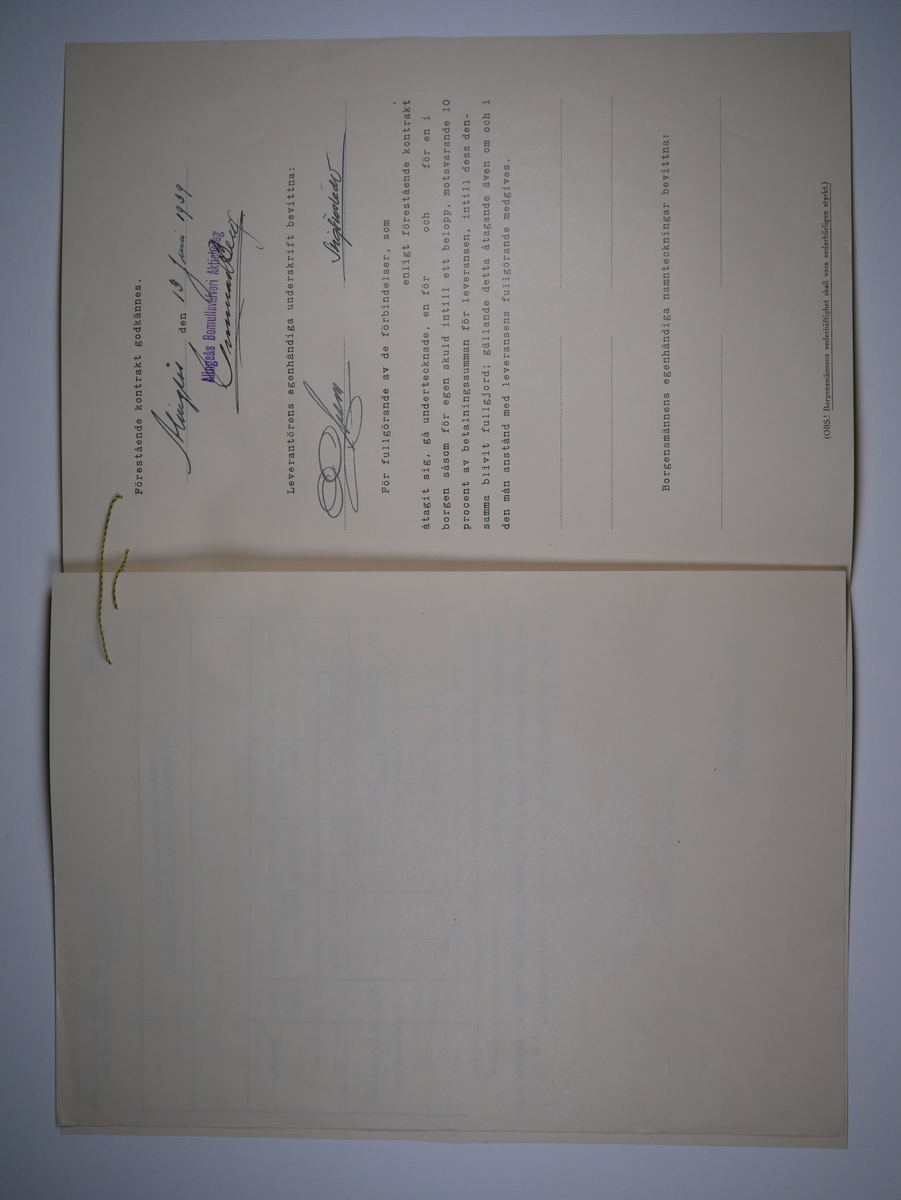 Förestående kontrakt godkännes.
Alingsås den 13 Juni 1939
Alingsås Bomullsväfveri Aktiebolag
Leverantörens egenhändiga underskrift bevittna:
För fullgörande av de förbindelser, som
enligt förestående kontrakt
åtagit sig, gå undertecknade, en för och för en i
borgen såsom för egen skuld intill ett belopp, motsvarande 10
procent av betalningssumman för leveransen, intill dess den-
samma blivit fullgjord; gällande detta åtagande även om och i
den mån anstånd med leveransens fullgörande medgives.
Borgensmännens egenhändiga namnteckningar bevittna:
(OBS.! Borgensmännens vederhäftighet skall vara vederbörligen styrkt.)